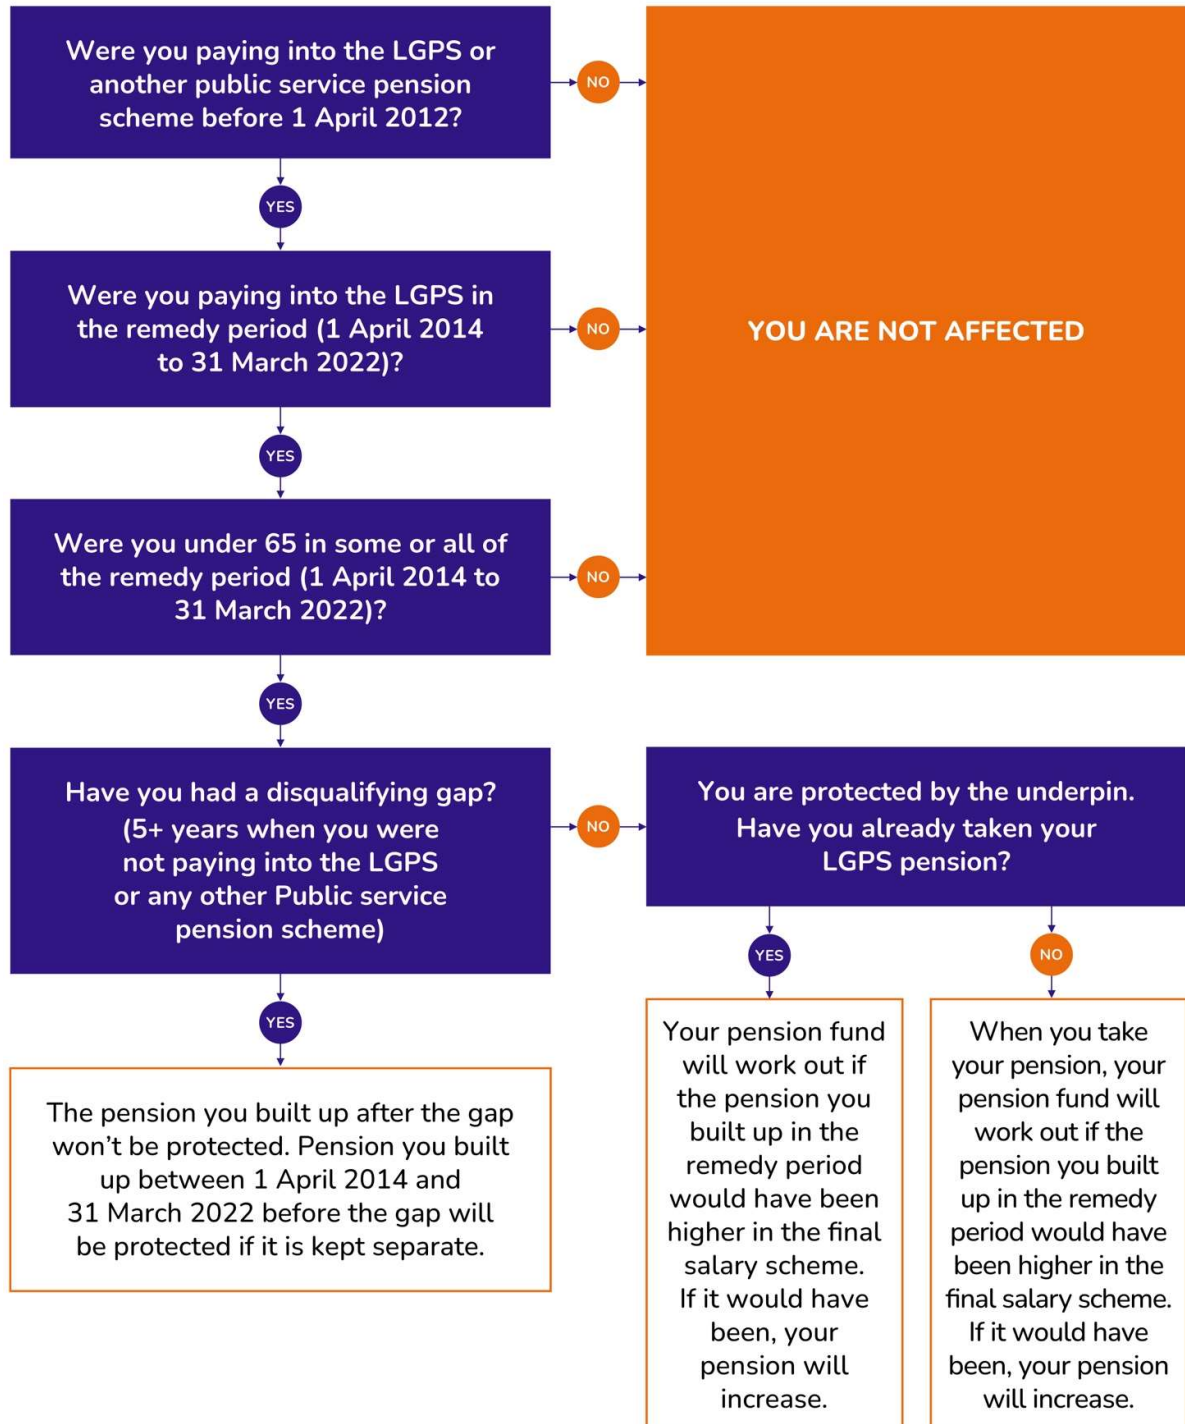 Were you paying into the LGPS or
another public service pension
scheme before 1 April 2012?
NO
YES
Were you paying into the LGPS in
the remedy period (1 April 2014
to 31 March 2022)?
NO
YOU ARE NOT AFFECTED
YES
Were you under 65 in some or all of
the remedy period (1 April 2014 to
31 March 2022)?
NO
YES
Have you had a disqualifying gap?
(5+ years when you were
not paying into the LGPS
or any other Public service
pension scheme)
NO
You are protected by the underpin.
Have you already taken your
LGPS pension?
YES
The pension you built up after the gap
won’t be protected. Pension you built
up between 1 April 2014 and
31 March 2022 before the gap will
be protected if it is kept separate.
YES
Your pension fund
will work out if
the pension you
built up in the
remedy period
would have been
higher in the final
salary scheme.
If it would have
been, your
pension will
increase.
NO
When you take
your pension, your
pension fund will
work out if the
pension you built
up in the remedy
period would have
been higher in the
final salary scheme.
If it would have
been, your pension
will increase.